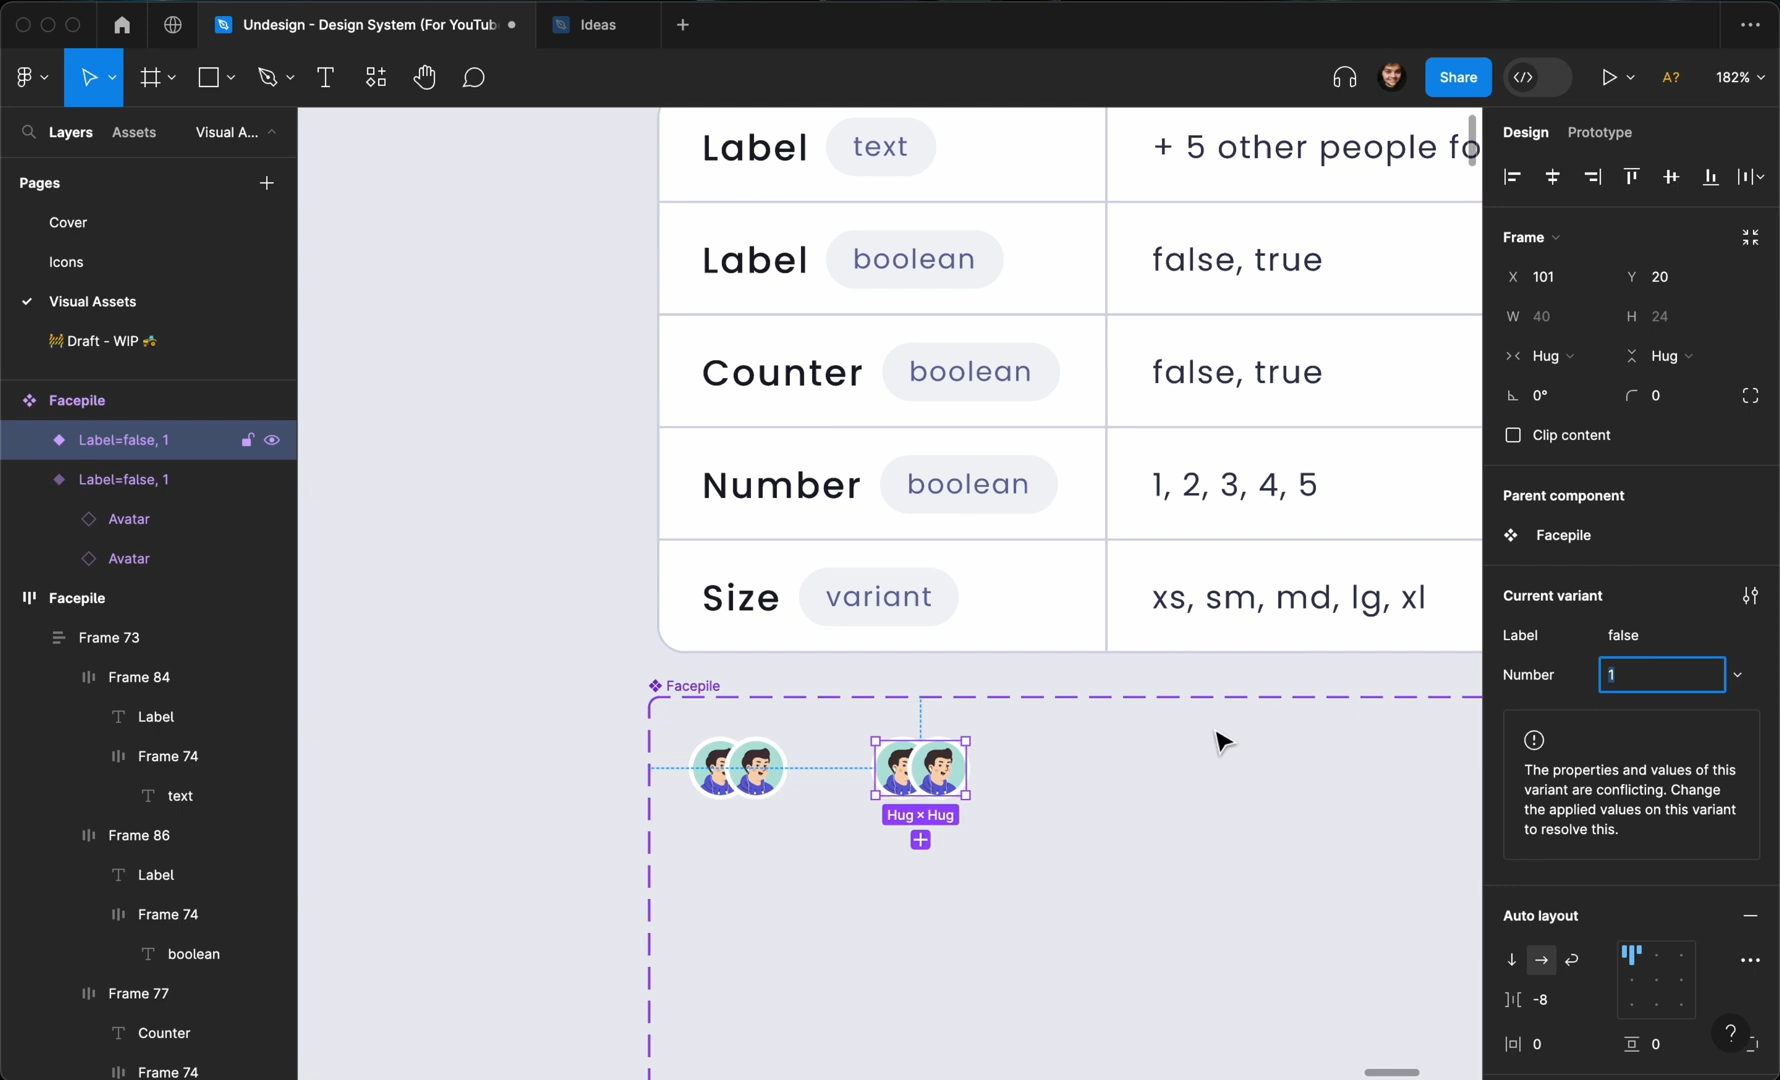 Undesign - Design System (For YouTub
Ideas
Share
A?
182%
Layers
Assets
Visual A...
Pages
Cover
Icons
Visual Assets
🚧 Draft - WIP 🚜
Facepile
Label=false, 1
Label=false, 1
Avatar
Avatar
Facepile
Frame 73
Frame 84
Label
Frame 74
text
Frame 86
Label
Frame 74
boolean
Frame 77
Counter
Frame 74
Label text + 5 other people fo
Label boolean false, true
Counter boolean false, true
Number boolean 1, 2, 3, 4, 5
Size variant xs, sm, md, lg, xl
Facepile
Hug × Hug
Design Prototype
Frame
X 101 Y 20
W 40 H 24
Hug Hug
0° 0
Clip content
Parent component
Facepile
Current variant
Label false
Number 1
The properties and values of this
variant are conflicting. Change
the applied values on this variant
to resolve this.
Auto layout
-8
0 0
?